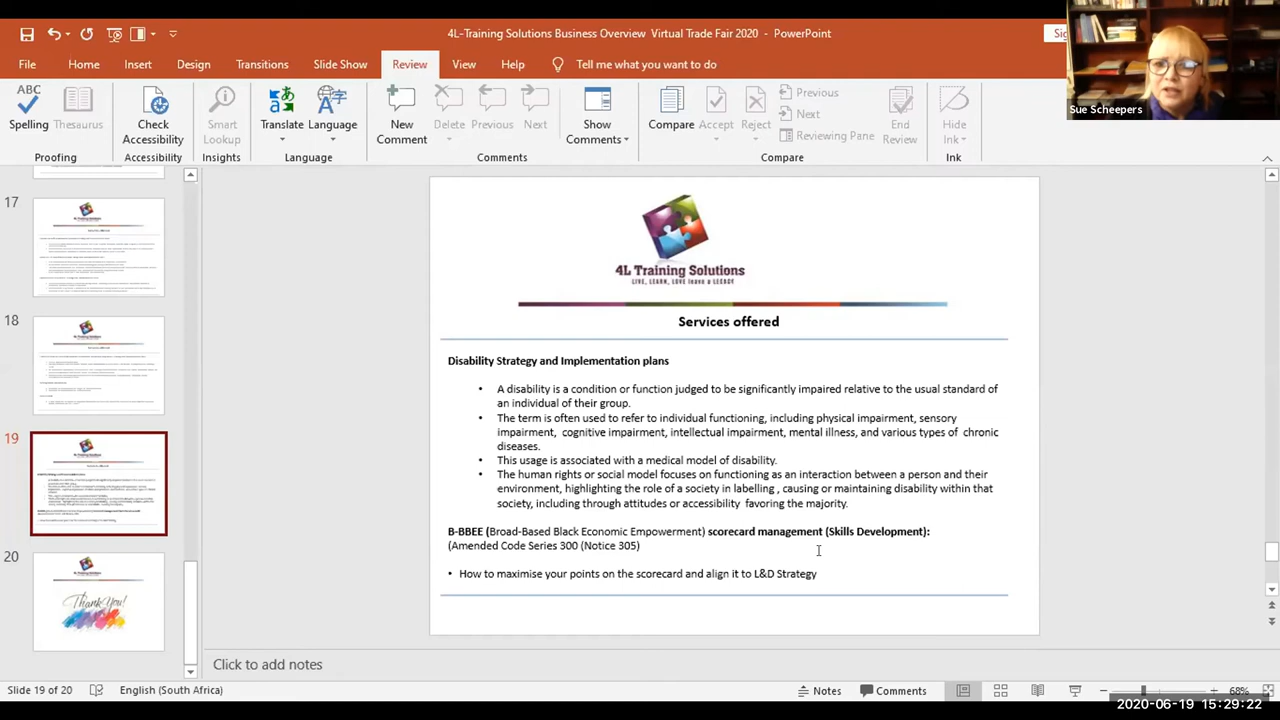 4L-Training Solutions Business Overview  Virtual Trade Fair 2020 - PowerPoint
File Home Insert Design Transitions Slide Show Review View Help Tell me what you want to do
Sue Scheepers
ABC
Spelling
Thesaurus
Proofing
Check Accessibility
Accessibility
Smart Lookup
Insights
Translate
Language
Language
New Comment
Delete
Previous
Next
Show Comments
Comments
Compare
Accept
Reject
Previous
Next
Reviewing Pane
End Review
Compare
Hide Ink
Ink
17
18
19
20
Thank You!
4L Training Solutions
LIVE, LEARN, LOVE leave a LEGACY
Services offered
Disability Strategy and Implementation plans
• A disability is a condition or function judged to be significantly impaired relative to the usual standard of
an individual of their group.
• The term is often used to refer to individual functioning, including physical impairment, sensory
impairment, cognitive impairment, intellectual impairment, mental illness, and various types of chronic
diseases.
• This usage is associated with a medical model of disability.
• The human rights or social model focuses on functioning as an interaction between a person and their
environment, highlighting the role of a society in labelling , causing or maintaining disability within that
society, including through attitudes or accessibility favoring the majority.
B-BBEE (Broad-Based Black Economic Empowerment) scorecard management (Skills Development):
(Amended Code Series 300 (Notice 305)
• How to maximise your points on the scorecard and align it to L&D Strategy
Click to add notes
Slide 19 of 20 English (South Africa) Notes Comments 68%
2020-06-19 15:29:22